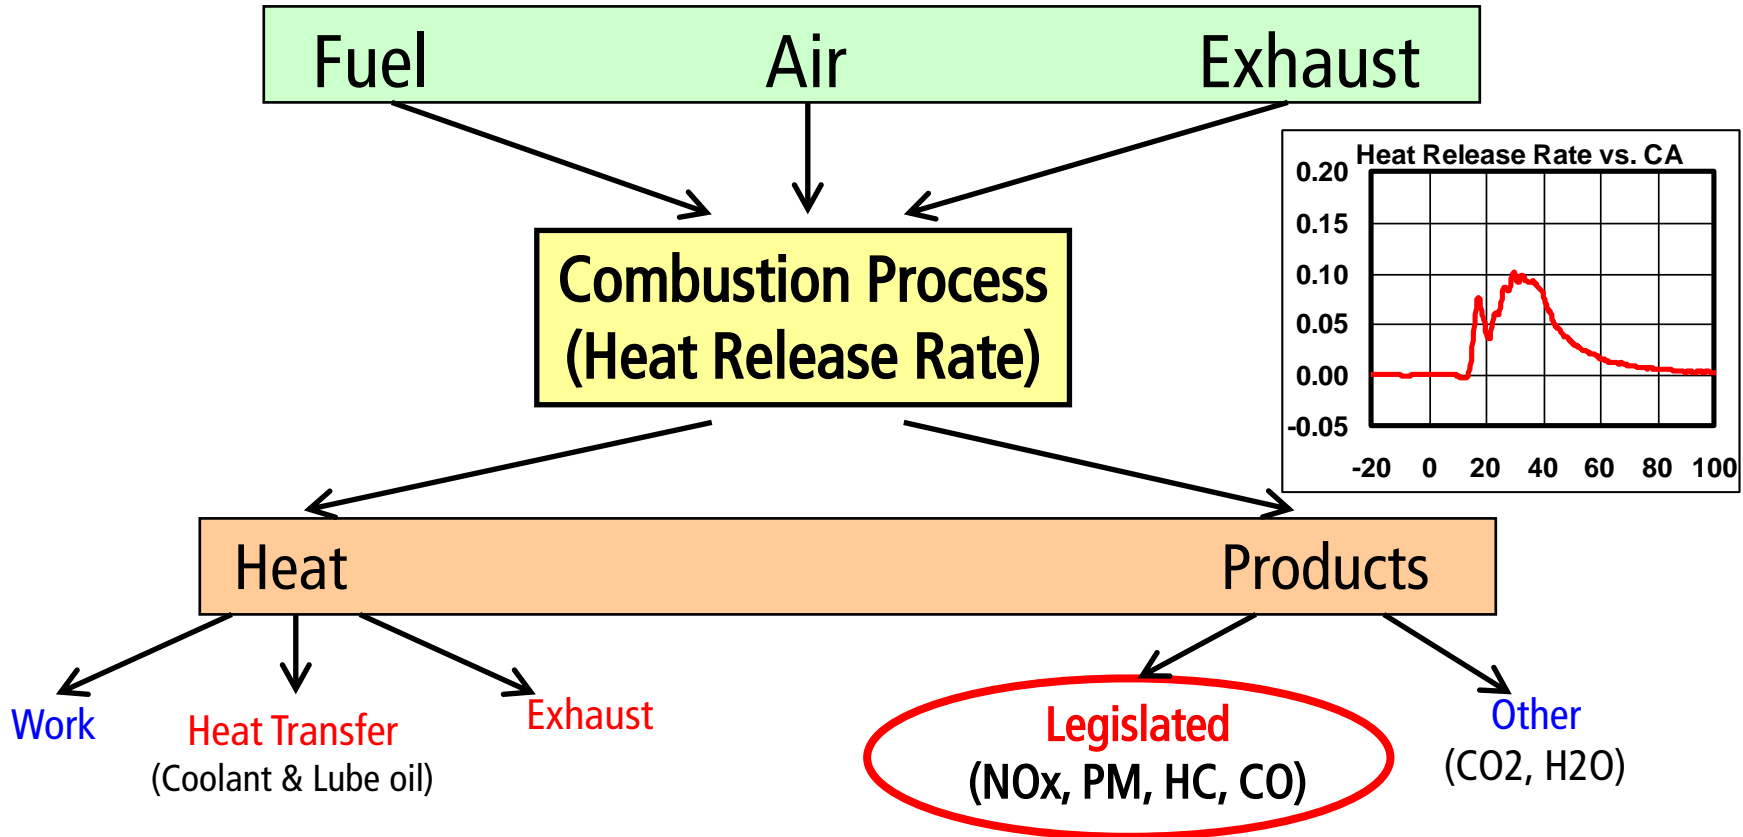 Fuel Air Exhaust
Heat Release Rate vs. CA
0.20
0.15
0.10
0.05
0.00
-0.05
-20 0 20 40 60 80 100
Combustion Process
(Heat Release Rate)
Heat Products
Work
Heat Transfer
(Coolant & Lube oil)
Exhaust
Legislated
(NOx, PM, HC, CO)
Other
(CO2, H2O)